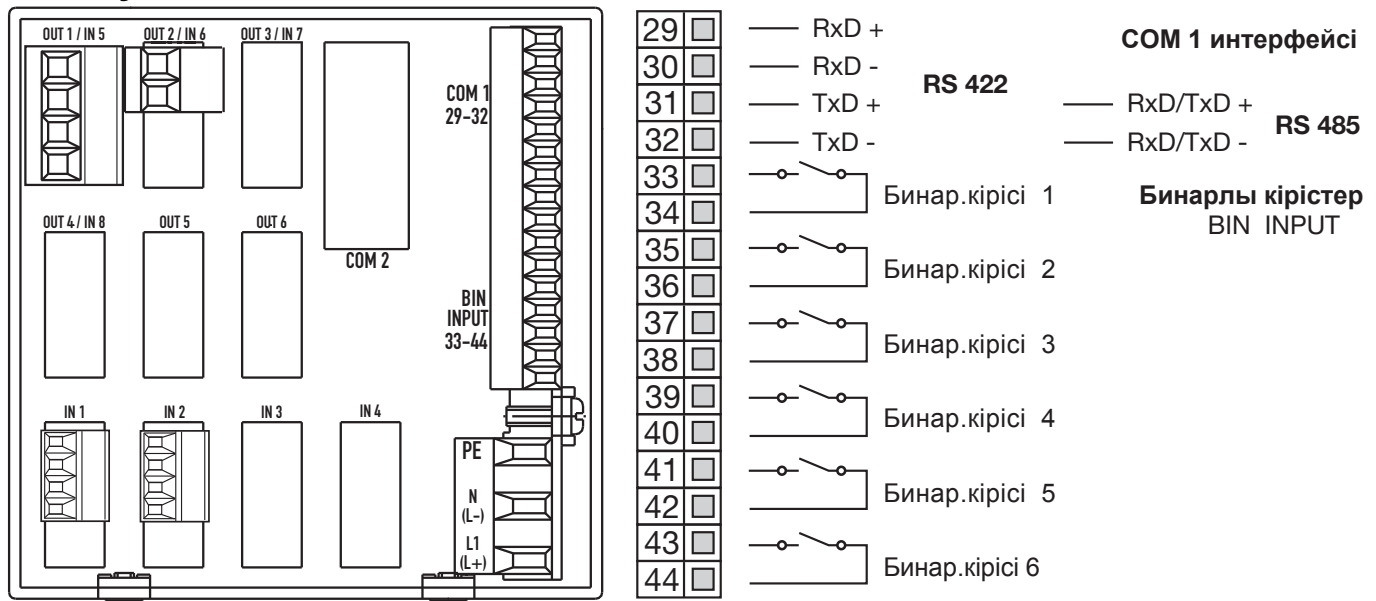 OUT 1 / IN 5
OUT 2 / IN 6
OUT 3 / IN 7
COM 1
29-32
OUT 4 / IN 8
OUT 5
OUT 6
COM 2
BIN
INPUT
33-44
IN 1
IN 2
IN 3
IN 4
PE
N
(L-)
L1
(L+)
29 RxD +
30 RxD -
31 TxD +
32 TxD -
RS 422
COM 1 интерфейсі
RxD/TxD +
RxD/TxD -
RS 485
33
34
Бинар.кірісі 1
Бинарлы кірістер
BIN INPUT
35
36
Бинар.кірісі 2
37
38
Бинар.кірісі 3
39
40
Бинар.кірісі 4
41
42
Бинар.кірісі 5
43
44
Бинар.кірісі 6